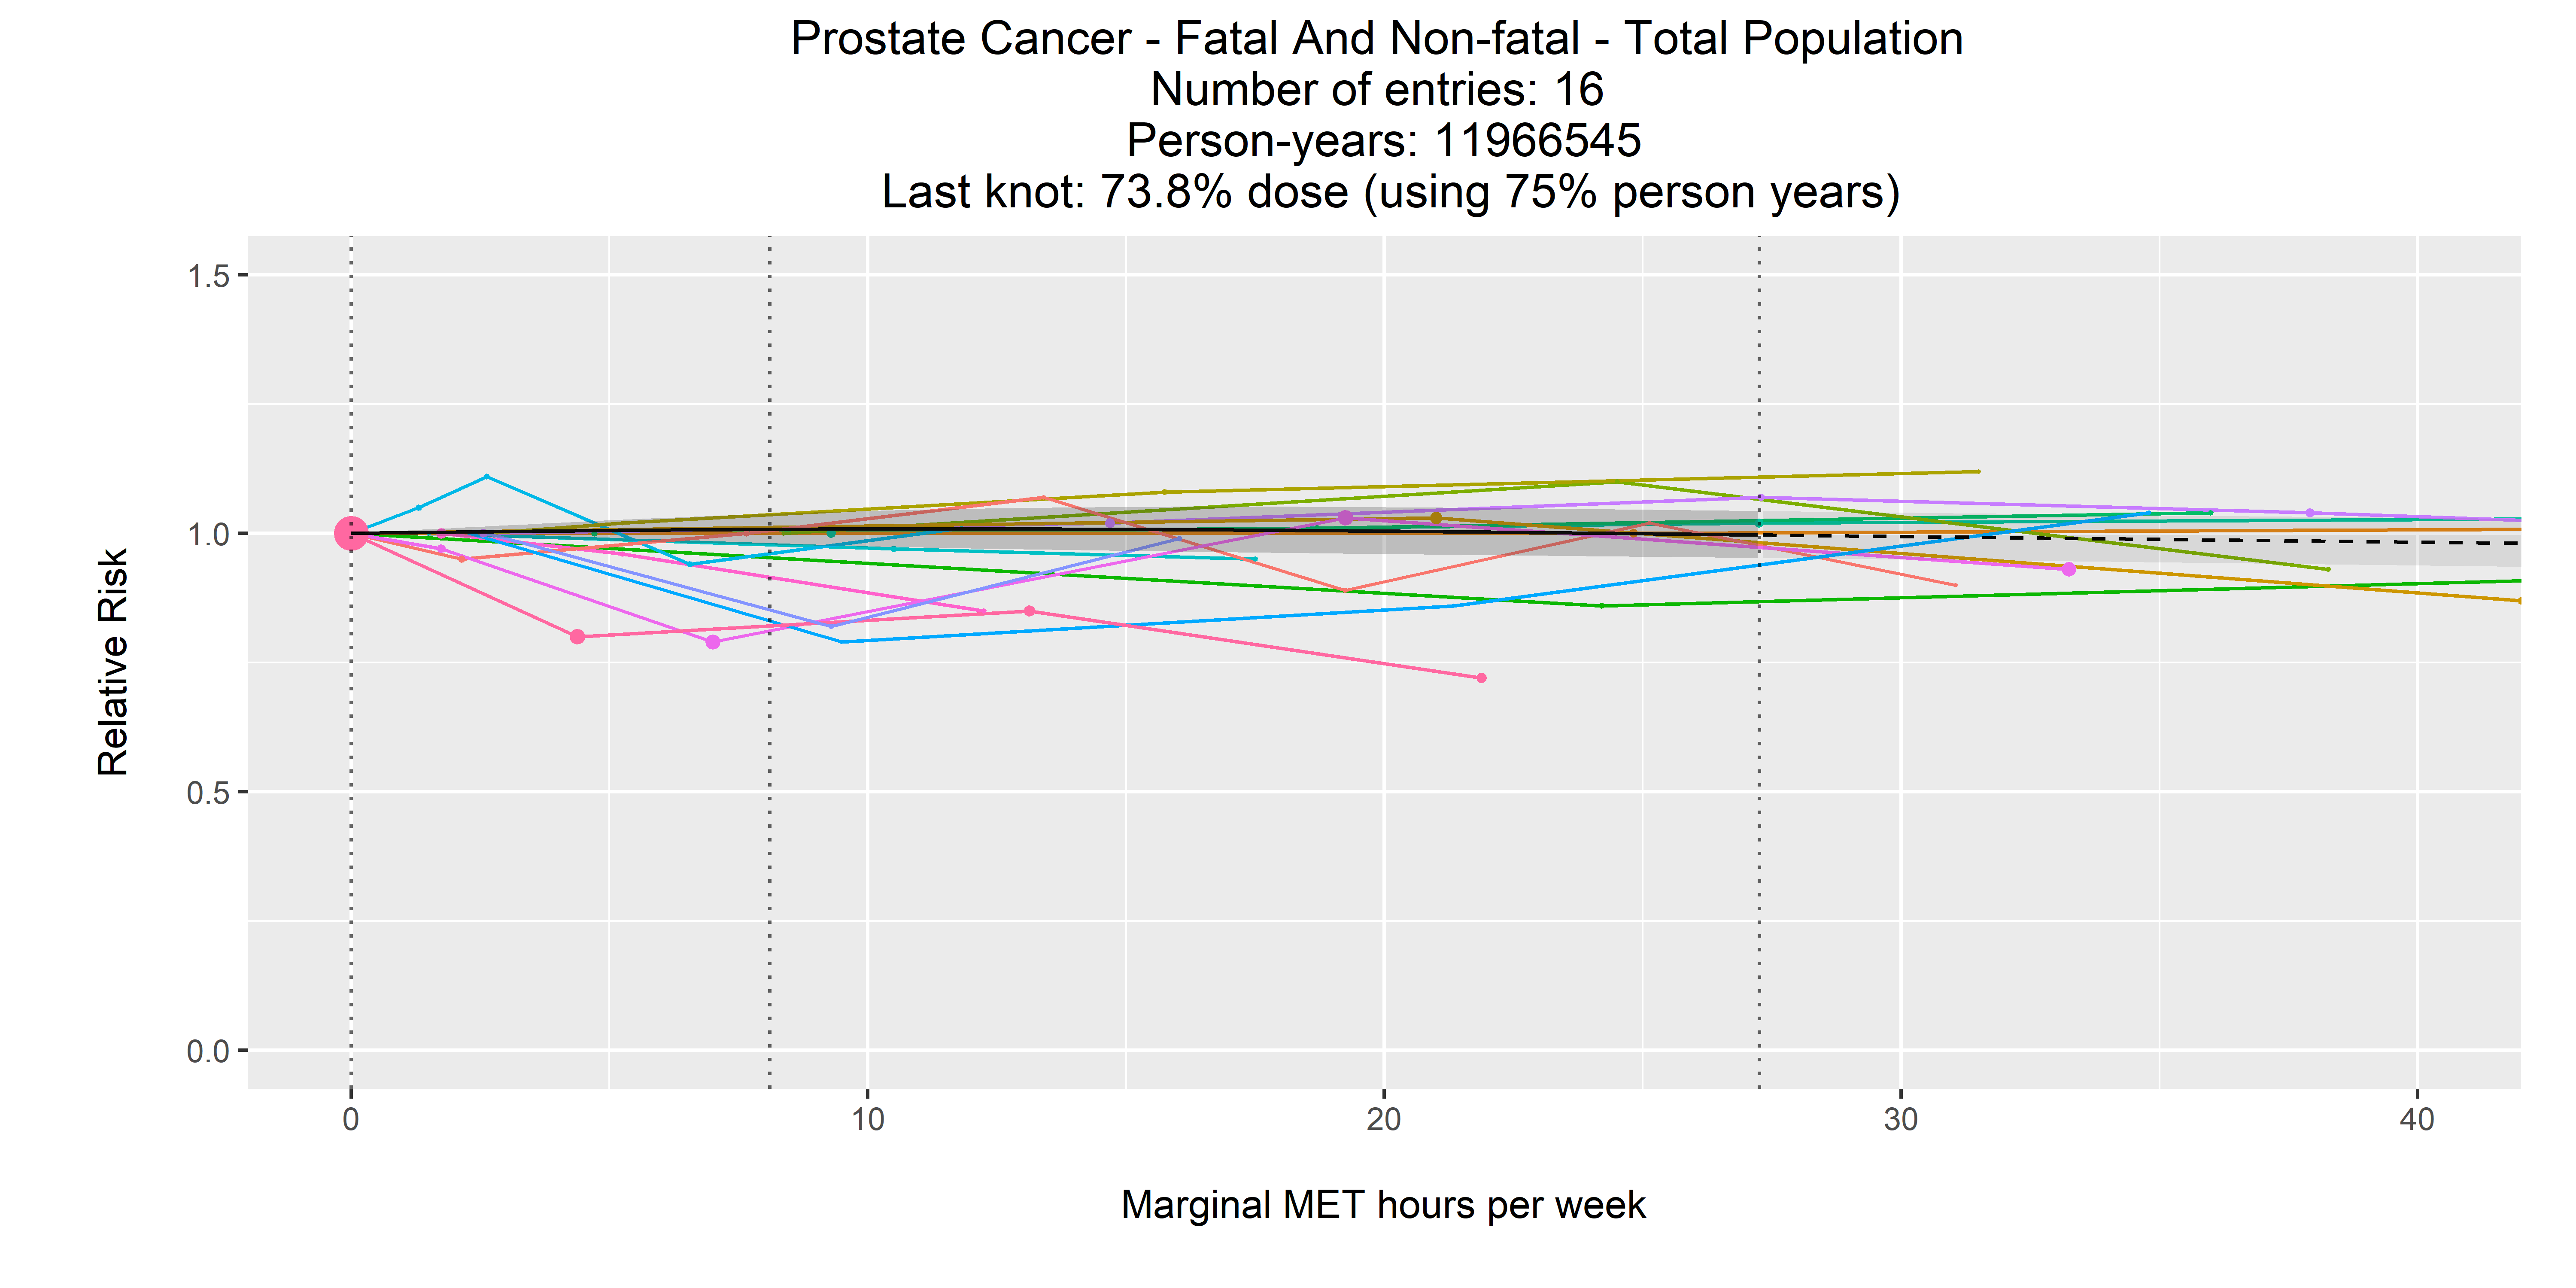 Prostate Cancer - Fatal And Non-fatal - Total Population
Number of entries: 16
Person-years: 11966545
Last knot: 73.8% dose (using 75% person years)
1.5
1.0
0.5
0.0
Relative Risk
0 10 20 30 40
Marginal MET hours per week